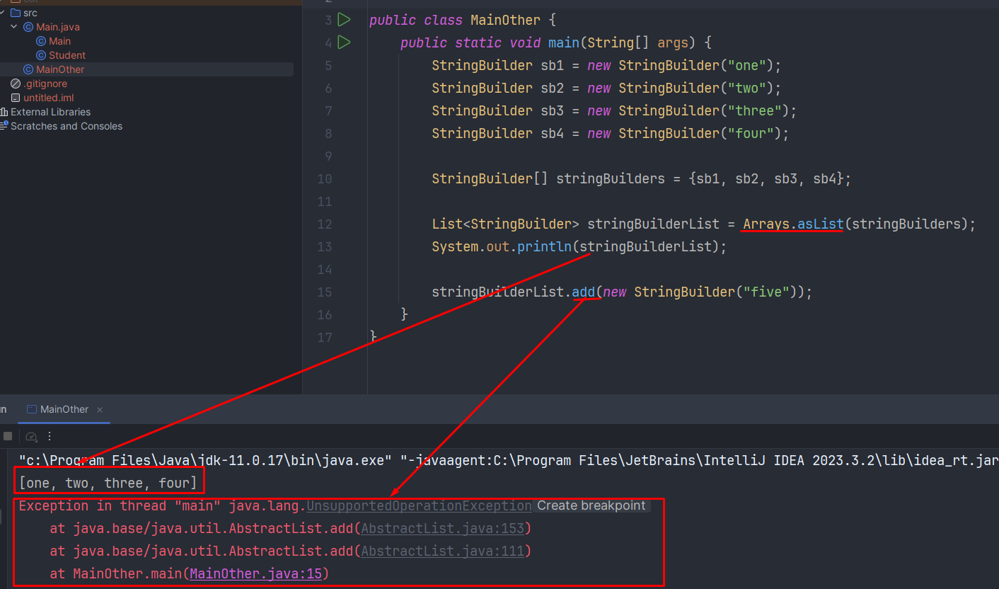 src
Main.java
Main
Student
MainOther
.gitignore
untitled.iml
External Libraries
Scratches and Consoles
3 public class MainOther {
4 public static void main(String[] args) {
5 StringBuilder sb1 = new StringBuilder("one");
6 StringBuilder sb2 = new StringBuilder("two");
7 StringBuilder sb3 = new StringBuilder("three");
8 StringBuilder sb4 = new StringBuilder("four");
9
10 StringBuilder[] stringBuilders = {sb1, sb2, sb3, sb4};
11
12 List<StringBuilder> stringBuilderList = Arrays.asList(stringBuilders);
13 System.out.println(stringBuilderList);
14
15 stringBuilderList.add(new StringBuilder("five"));
16 }
17 }
MainOther
"c:\Program Files\Java\jdk-11.0.17\bin\java.exe" "-javaagent:C:\Program Files\JetBrains\IntelliJ IDEA 2023.3.2\lib\idea_rt.jar
[one, two, three, four]
Exception in thread "main" java.lang.UnsupportedOperationException Create breakpoint
at java.base/java.util.AbstractList.add(AbstractList.java:153)
at java.base/java.util.AbstractList.add(AbstractList.java:111)
at MainOther.main(MainOther.java:15)